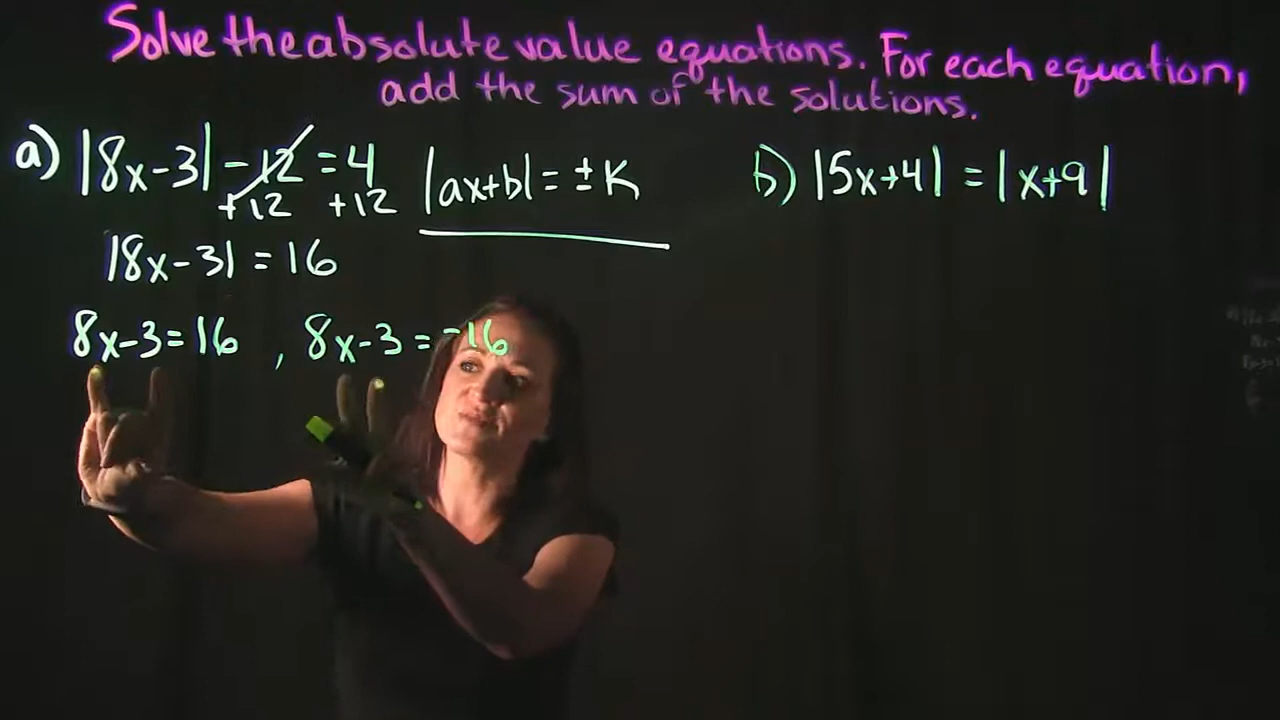 Solve the absolute value equations. For each equation,
add the sum of the solutions.
a) |8x-3| - 12 = 4
+12 +12
|8x-3| = 16
8x-3=16 , 8x-3 = -16
|ax+b| = ± K
b) |5x+4| = |x+9|